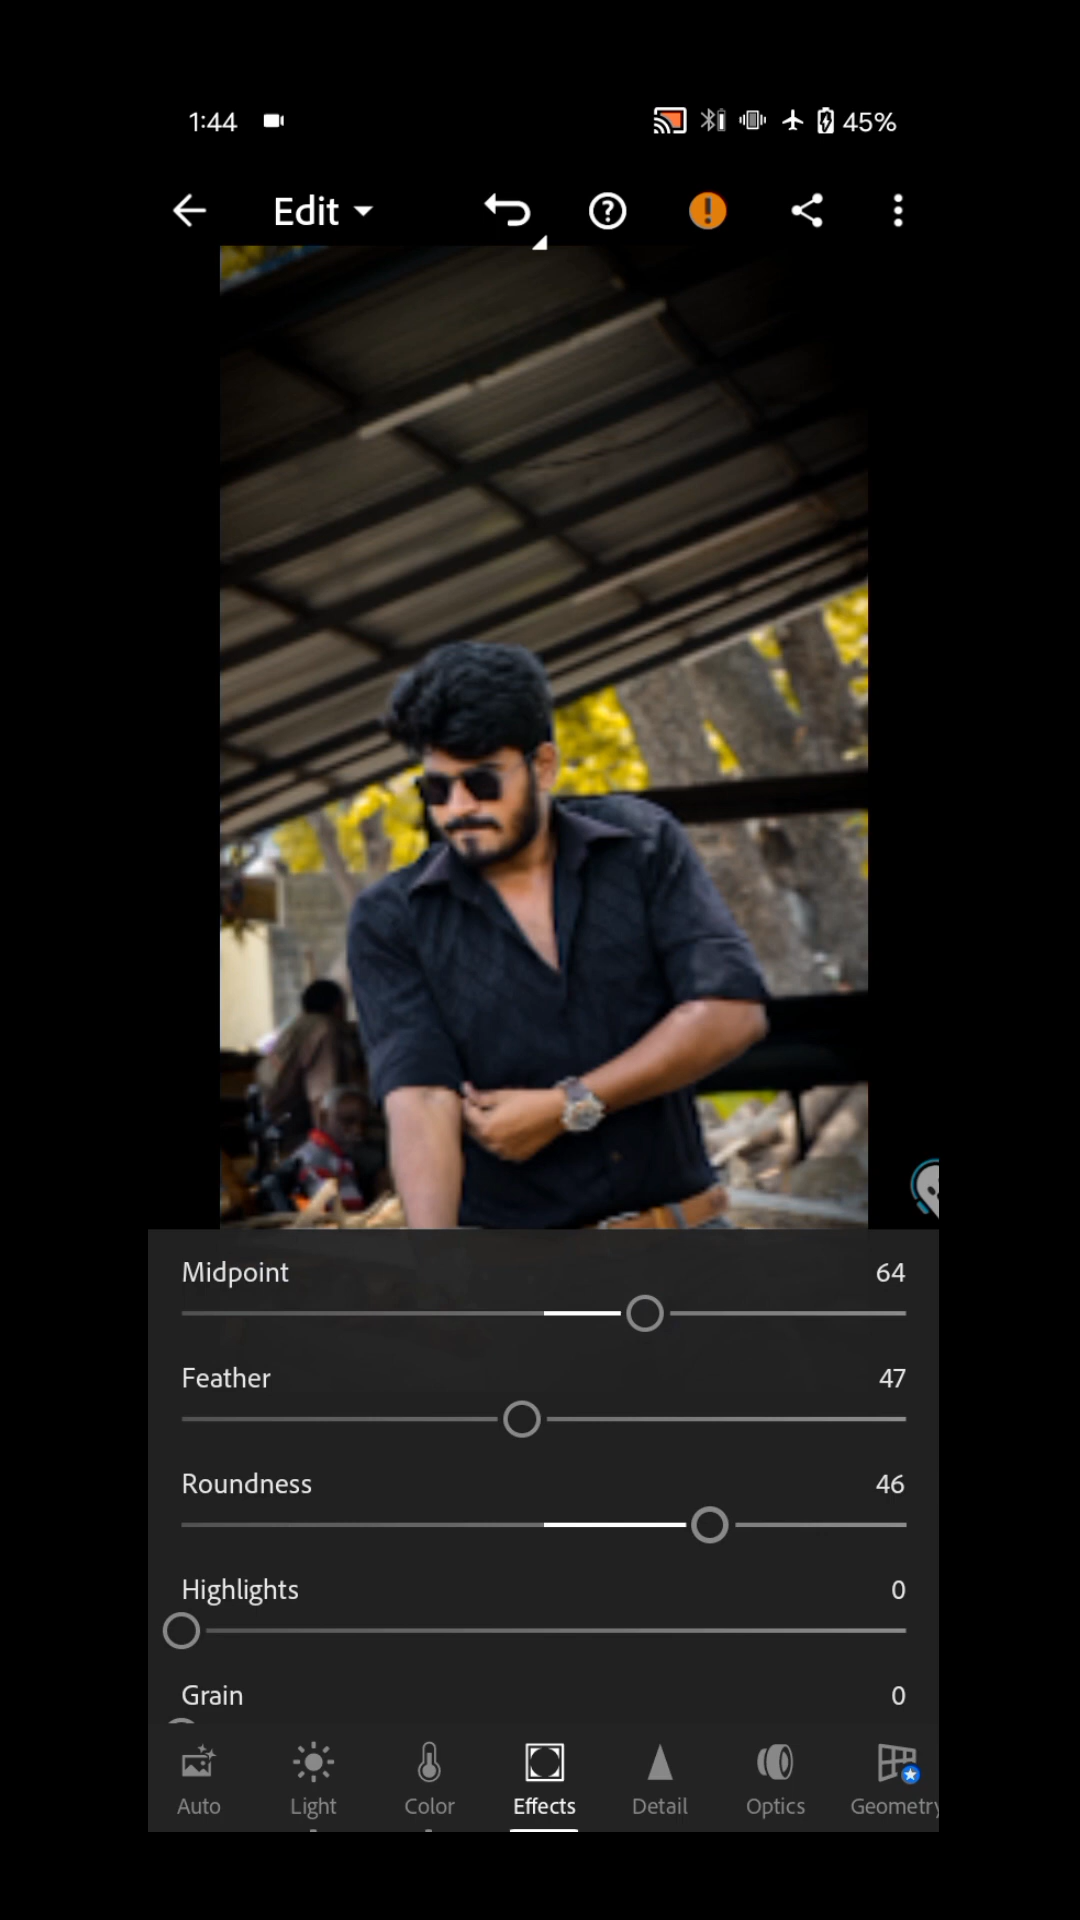 1:44 45%
Edit
Midpoint 64
Feather 47
Roundness 46
Highlights 0
Grain 0
Auto Light Color Effects Detail Optics Geometry